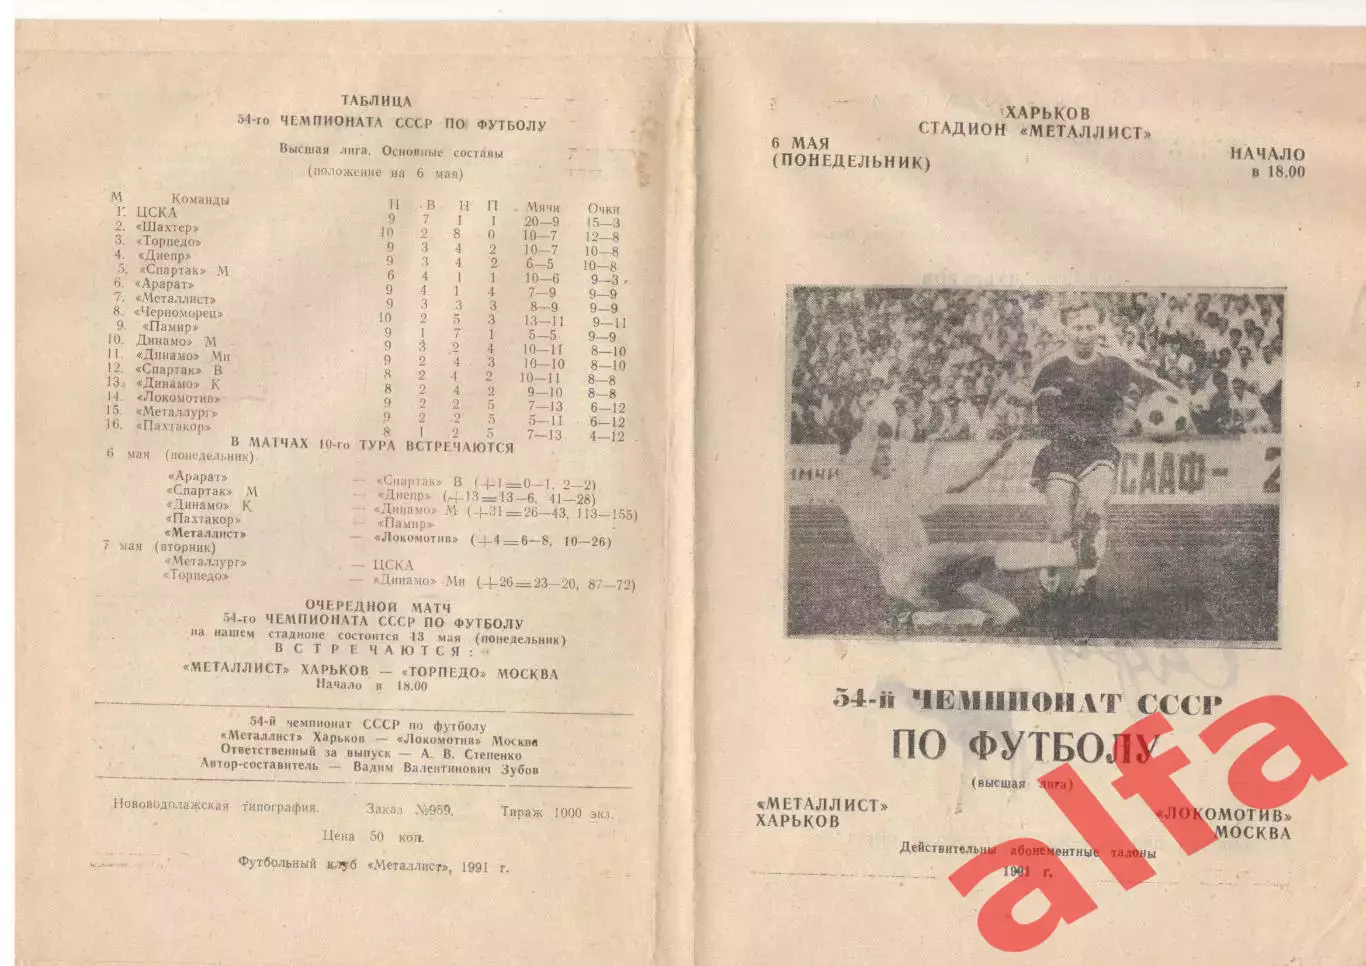 ТАБЛИЦА
54-го ЧЕМПИОНАТА СССР ПО ФУТБОЛУ
Высшая лига. Основные составы
(положение на 6 мая)
М Команды И В Н П Мячи Очки
1. ЦСКА 9 7 1 1 20—9 15—3
2. «Шахтер» 10 2 8 0 10—7 12—8
3. «Торпедо» 9 3 4 2 10—7 10—8
4. «Днепр» 9 3 4 2 6—5 10—8
5. «Спартак» М 6 4 1 1 10—6 9—3
6. «Арарат» 9 4 1 4 7—9 9—9
7. «Металлист» 9 3 3 3 8—9 9—9
8. «Черноморец» 10 2 5 3 13—11 9—11
9. «Памир» 9 1 7 1 5—5 9—9
10. Динамо» М 9 3 2 4 10—11 8—10
11. «Динамо» Мн 9 2 4 3 10—10 8—10
12. «Спартак» В 8 2 4 2 10—11 8—8
13. «Динамо» К 8 2 4 2 9—10 8—8
14. «Локомотив» 9 2 2 5 7—13 6—12
15. «Металлург» 9 2 2 5 5—11 6—12
16. «Пахтакор» 8 1 2 5 7—13 4—12
В МАТЧАХ 10-го ТУРА ВСТРЕЧАЮТСЯ
6 мая (понедельник)
«Арарат» — «Спартак» В (+1=0—1, 2—2)
«Спартак» М — «Днепр» (+13=13—6, 41—28)
«Динамо» К — «Динамо» М (+31=26—43, 113—155)
«Пахтакор» — «Памир»
«Металлист» — «Локомотив» (+4=6—8, 10—26)
7 мая (вторник)
«Металлург» — ЦСКА
«Торпедо» — «Динамо» Мн (+26=23—20, 87—72)
ОЧЕРЕДНОЙ МАТЧ
54-го ЧЕМПИОНАТА СССР ПО ФУТБОЛУ
на нашем стадионе состоится 13 мая (понедельник)
ВСТРЕЧАЮТСЯ:
«МЕТАЛЛИСТ» ХАРЬКОВ — «ТОРПЕДО» МОСКВА
Начало в 18.00
54-й чемпионат СССР по футболу
«Металлист» Харьков — «Локомотив» Москва
Ответственный за выпуск — А. В. Степенко
Автор-составитель — Вадим Валентинович Зубов
Нововодолажская типография. Заказ №959. Тираж 1000 экз.
Цена 50 коп.
Футбольный клуб «Металлист», 1991 г.
ХАРЬКОВ
СТАДИОН «МЕТАЛЛИСТ»
6 МАЯ
(ПОНЕДЕЛЬНИК)
НАЧАЛО
в 18.00
СААФ- 2
54-й ЧЕМПИОНАТ СССР
ПО ФУТБОЛУ
(высшая лига)
«МЕТАЛЛИСТ»
ХАРЬКОВ
«ЛОКОМОТИВ»
МОСКВА
Действительны абонементные талоны
1991 г.
alfa